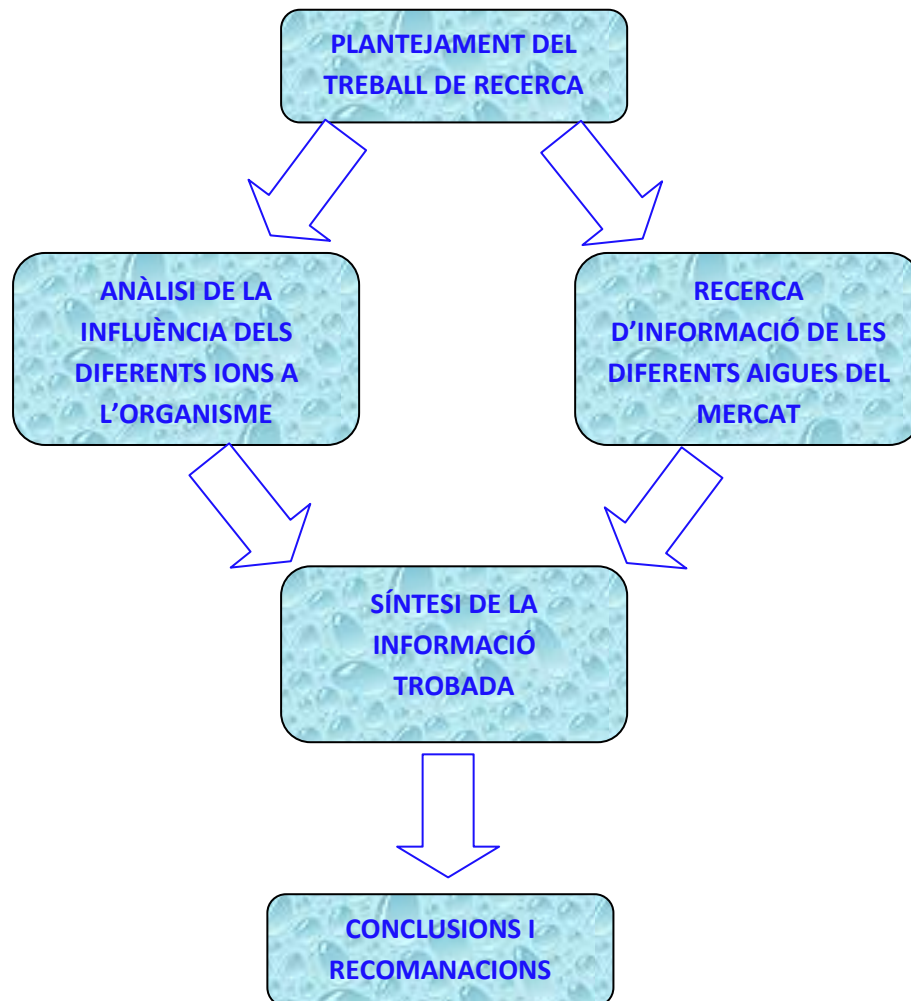 PLANTEJAMENT DEL
TREBALL DE RECERCA
ANÀLISI DE LA
INFLUÈNCIA DELS
DIFERENTS IONS A
L'ORGANISME
RECERCA
D'INFORMACIÓ DE LES
DIFERENTS AIGUES DEL
MERCAT
SÍNTESI DE LA
INFORMACIÓ
TROBADA
CONCLUSIONS I
RECOMANACIONS